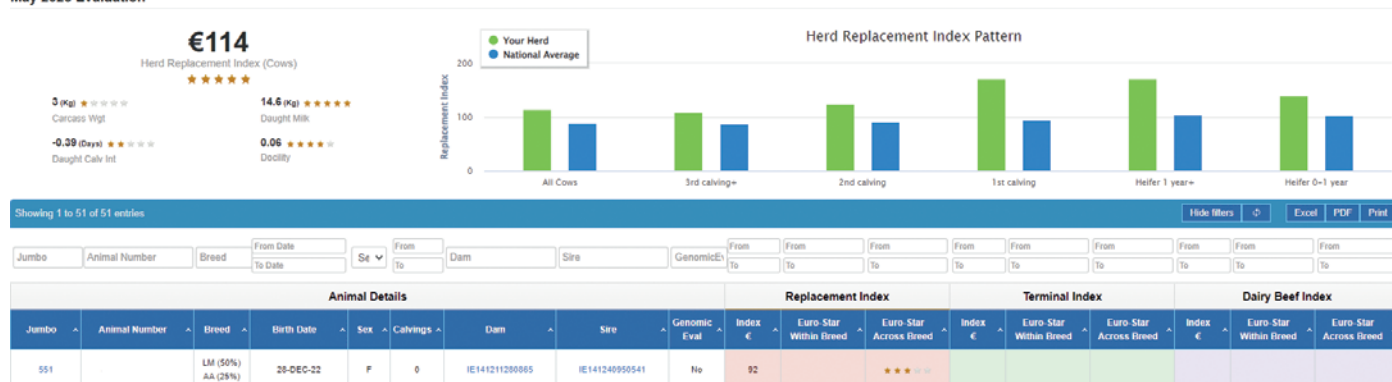 €114
Herd Replacement Index (Cows)
3 (Kg)
Carcass Wgt
14.6 (Kg)
Daught Milk
-0.39 (Days)
Daught Calv Int
0.06
Docility
Herd Replacement Index Pattern
Your Herd
National Average
Replacement Index
200
100
0
All Cows
3rd calving+
2nd calving
1st calving
Heifer 1 year+
Heifer 0-1 year
Showing 1 to 51 of 51 entries
Hide filters
Excel PDF Print
Jumbo Animal Number Breed From Date Se From Dam Sire GenomicEv From From From From From From From From From
To Date To To To To To To To To To To
Animal Details Replacement Index Terminal Index Dairy Beef Index
Jumbo Animal Number Breed Birth Date Sex Calvings Dam Sire Genomic Eval Index € Euro-Star Within Breed Euro-Star Across Breed Index € Euro-Star Within Breed Euro-Star Across Breed Index € Euro-Star Within Breed Euro-Star Across Breed
551 LM (50%) 28-DEC-22 F 0 IE141211280865 IE141240950541 No 92
AA (25%)